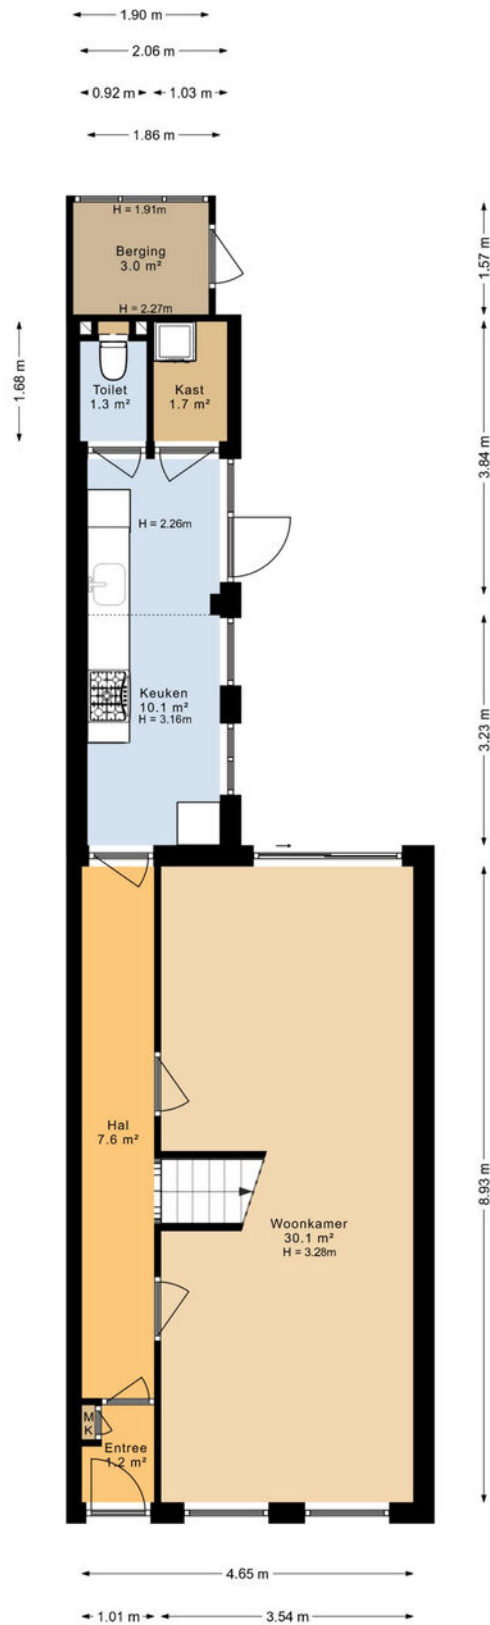 1.90 m
2.06 m
0.92 m 1.03 m
1.86 m
H = 1.91m
Berging
3.0 m²
H = 2.27m
1.57 m
1.68 m
Toilet
1.3 m²
Kast
1.7 m²
3.84 m
H = 2.26m
Keuken
10.1 m²
H = 3.16m
3.23 m
Hal
7.6 m²
8.93 m
Woonkamer
30.1 m²
H = 3.28m
M
K
Entree
1.2 m²
4.65 m
1.01 m 3.54 m